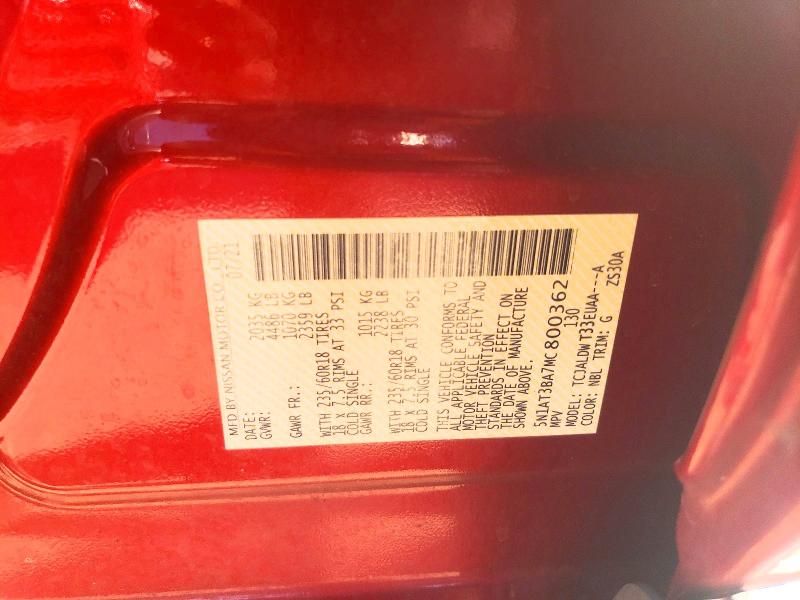 MFD BY NISSAN MOTOR CO., LTD.
DATE: 07/21
GVWR: 2035 KG
4486 LB
GAWR FR.: 1070 KG
2359 LB
WITH 235/60R18 TIRES
18 X 7.5 RIMS AT 33 PSI
COLD SINGLE
GAWR RR.: 1015 KG
2238 LB
WITH 235/60R18 TIRES
18 X 7.5 RIMS AT 30 PSI
COLD SINGLE
THIS VEHICLE CONFORMS TO
ALL APPLICABLE FEDERAL
MOTOR VEHICLE SAFETY AND
THEFT PREVENTION
STANDARDS IN EFFECT ON
THE DATE OF MANUFACTURE
SHOWN ABOVE.
5N1AT3BA7MC800362
MPV 130
MODEL: TCJALDWT33EUAA---A
COLOR: NBL TRIM: G ZS30A